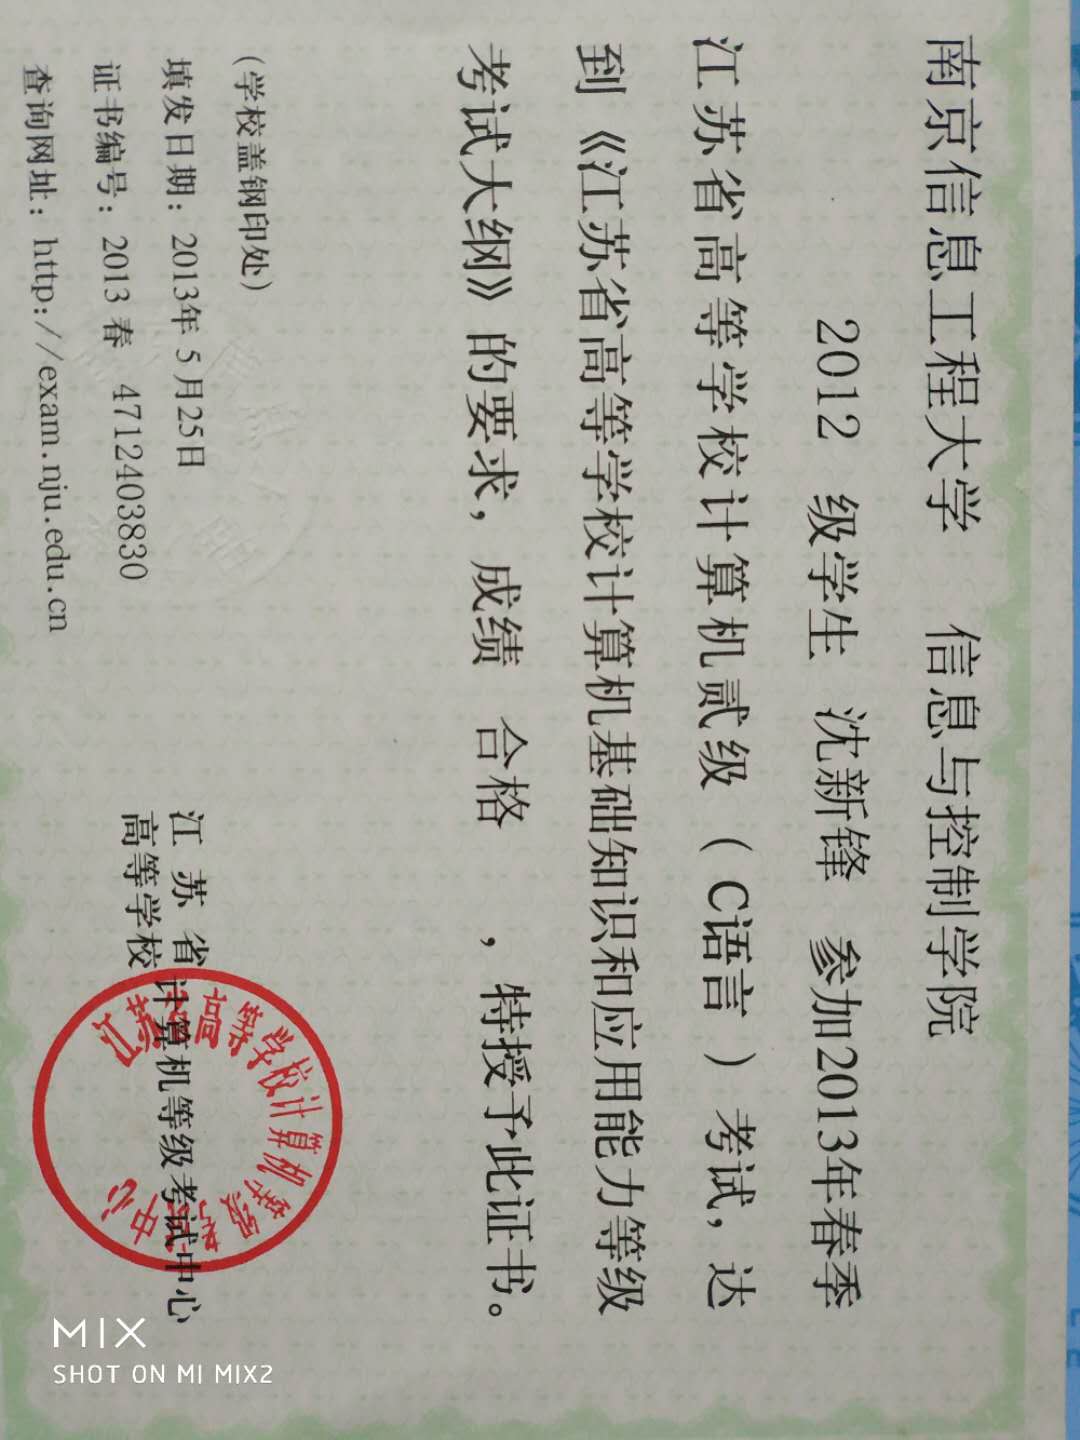 南京信息工程大学 信息与控制学院
2012 级学生 沈新锋 参加2013年春季
江苏省高等学校计算机贰级（C语言）考试，达
到《江苏省高等学校计算机基础知识和应用能力等级
考试大纲》的要求，成绩 合格 ，特授予此证书。
（学校盖钢印处）
填发日期：2013年5月25日
证书编号：2013春 4712403830
查询网址：http://exam.nju.edu.cn
江苏省计算机等级考试中心
高等学校
江苏省高等学校计算机等级考试中心
MIX
SHOT ON MI MIX2